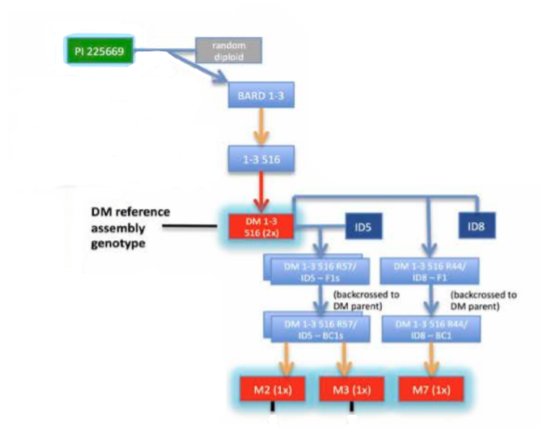 PI 225669
random
diploid
BARD 1-3
1-3 516
DM reference
assembly
genotype
DM 1-3
516 (2x)
ID5
ID8
DM 1-3 516 R57/
ID5 – F1s
DM 1-3 516 R44/
ID8 – F1
(backcrossed to
DM parent)
(backcrossed to
DM parent)
DM 1-3 516 R57/
ID5 – BC1s
DM 1-3 516 R44/
ID8 – BC1
M2 (1x)
M3 (1x)
M7 (1x)